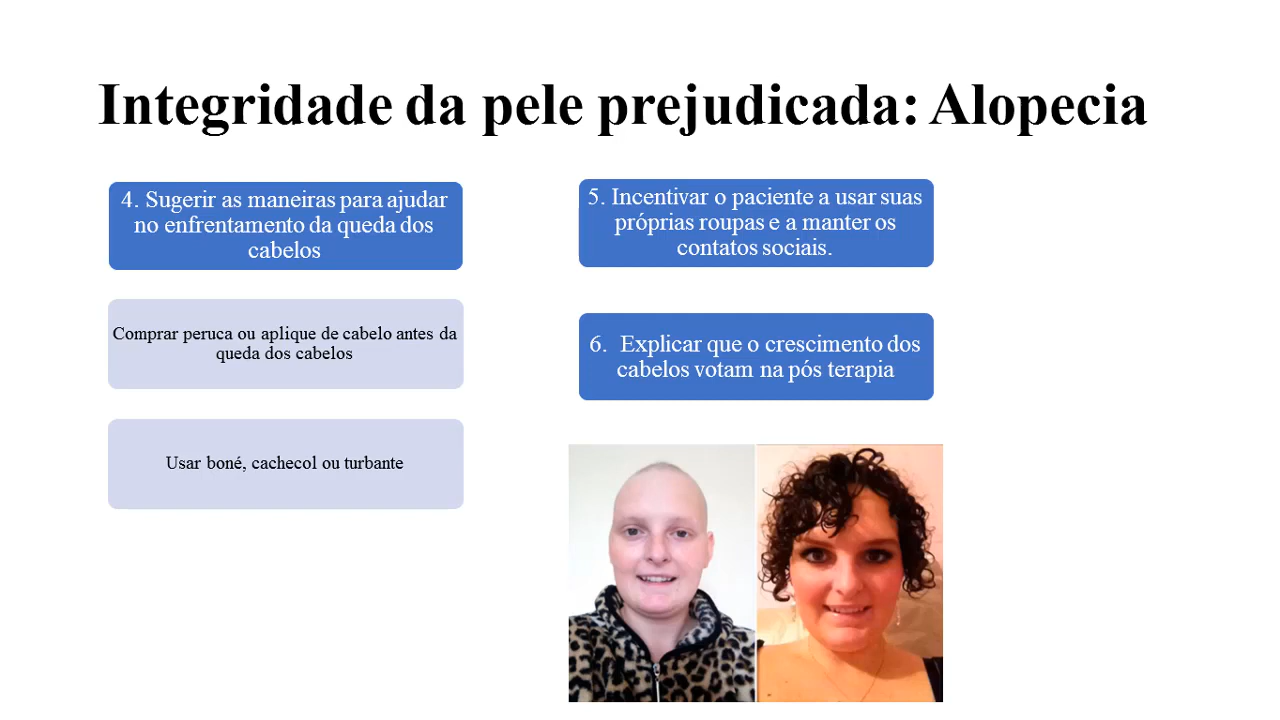 Integridade da pele prejudicada: Alopecia
4. Sugerir as maneiras para ajudar
no enfrentamento da queda dos
cabelos
Comprar peruca ou aplique de cabelo antes da
queda dos cabelos
Usar boné, cachecol ou turbante
5. Incentivar o paciente a usar suas
próprias roupas e a manter os
contatos sociais.
6. Explicar que o crescimento dos
cabelos votam na pós terapia